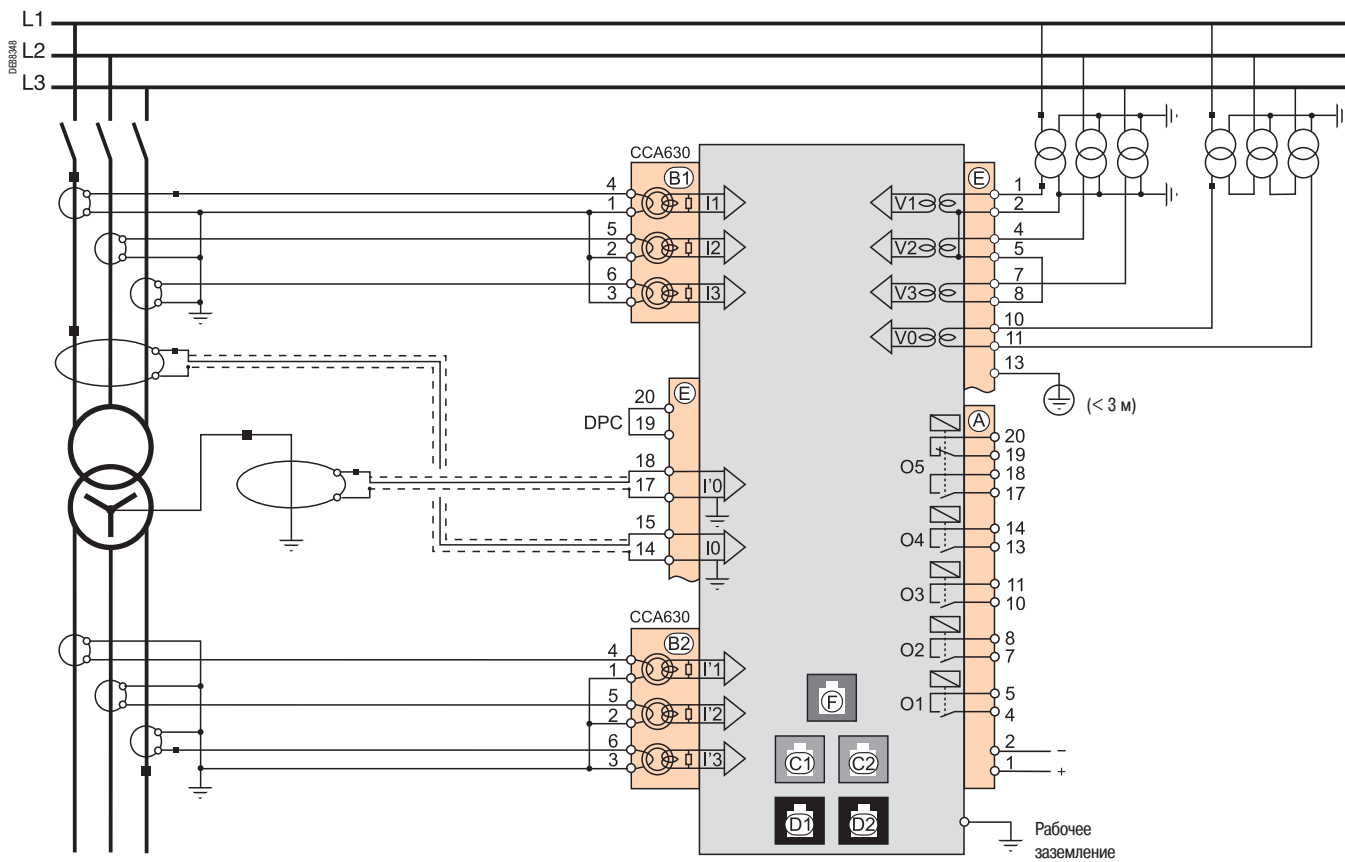 L1
L2
L3
DE88348
CCA630
B1
4
1
5
2
6
3
I1
I2
I3
E
V1
V2
V3
V0
1
2
4
5
7
8
10
11
13
(< 3 м)
E
20
DPC
19
18
17
15
14
I'0
I0
A
O5
O4
O3
O2
O1
20
19
18
17
14
13
11
10
8
7
5
4
2 –
1 +
CCA630
B2
4
1
5
2
6
3
I'1
I'2
I'3
F
C1
C2
D1
D2
Рабочее
заземление